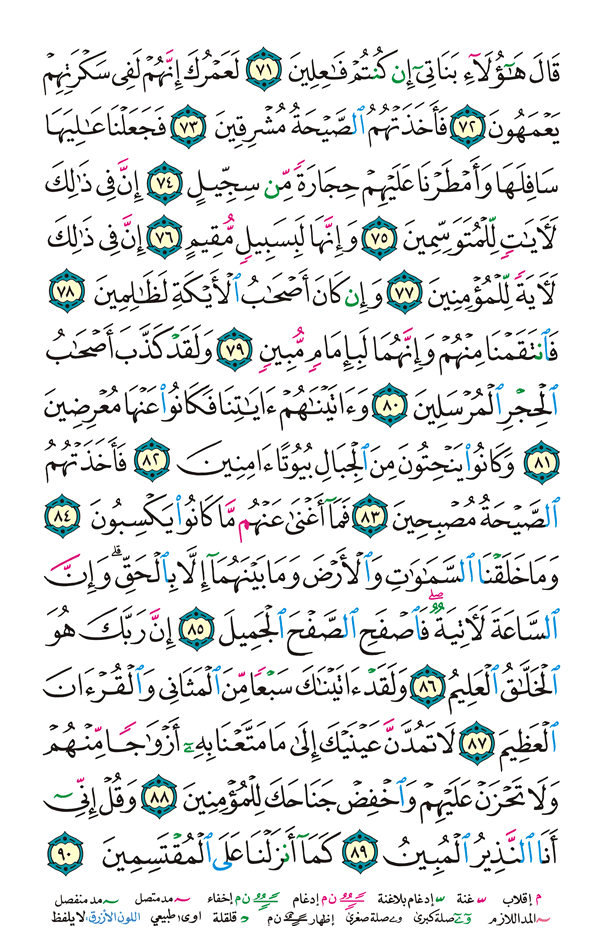 قَالَ هَـٰٓؤُلَآءِ بَنَاتِىٓ إِن كُنتُمْ فَـٰعِلِينَ ٧١ لَعَمْرُكَ إِنَّهُمْ لَفِى سَكْرَتِهِمْ
يَعْمَهُونَ ٧٢ فَأَخَذَتْهُمُ ٱلصَّيْحَةُ مُشْرِقِينَ ٧٣ فَجَعَلْنَا عَـٰلِيَهَا
سَافِلَهَا وَأَمْطَرْنَا عَلَيْهِمْ حِجَارَةً مِّن سِجِّيلٍ ٧٤ إِنَّ فِى ذَٰلِكَ
لَـَٔايَـٰتٍ لِّلْمُتَوَسِّمِينَ ٧٥ وَإِنَّهَا لَبِسَبِيلٍ مُّقِيمٍ ٧٦ إِنَّ فِى ذَٰلِكَ
لَـَٔايَةً لِّلْمُؤْمِنِينَ ٧٧ وَإِن كَانَ أَصْحَـٰبُ ٱلْأَيْكَةِ لَظَـٰلِمِينَ ٧٨
فَٱنتَقَمْنَا مِنْهُمْ وَإِنَّهُمَا لَبِإِمَامٍ مُّبِينٍ ٧٩ وَلَقَدْ كَذَّبَ أَصْحَـٰبُ
ٱلْحِجْرِ ٱلْمُرْسَلِينَ ٨٠ وَءَاتَيْنَـٰهُمْ ءَايَـٰتِنَا فَكَانُوا۟ عَنْهَا مُعْرِضِينَ
٨١ وَكَانُوا۟ يَنْحِتُونَ مِنَ ٱلْجِبَالِ بُيُوتًا ءَامِنِينَ ٨٢ فَأَخَذَتْهُمُ
ٱلصَّيْحَةُ مُصْبِحِينَ ٨٣ فَمَآ أَغْنَىٰ عَنْهُم مَّا كَانُوا۟ يَكْسِبُونَ ٨٤
وَمَا خَلَقْنَا ٱلسَّمَـٰوَٰتِ وَٱلْأَرْضَ وَمَا بَيْنَهُمَآ إِلَّا بِٱلْحَقِّ ۗ وَإِنَّ
ٱلسَّاعَةَ لَـَٔاتِيَةٌ ۖ فَٱصْفَحِ ٱلصَّفْحَ ٱلْجَمِيلَ ٨٥ إِنَّ رَبَّكَ هُوَ
ٱلْخَلَّـٰقُ ٱلْعَلِيمُ ٨٦ وَلَقَدْ ءَاتَيْنَـٰكَ سَبْعًا مِّنَ ٱلْمَثَانِى وَٱلْقُرْءَانَ
ٱلْعَظِيمَ ٨٧ لَا تَمُدَّنَّ عَيْنَيْكَ إِلَىٰ مَا مَتَّعْنَا بِهِۦٓ أَزْوَٰجًا مِّنْهُمْ
وَلَا تَحْزَنْ عَلَيْهِمْ وَٱخْفِضْ جَنَاحَكَ لِلْمُؤْمِنِينَ ٨٨ وَقُلْ إِنِّىٓ
أَنَا ٱلنَّذِيرُ ٱلْمُبِينُ ٨٩ كَمَآ أَنزَلْنَا عَلَى ٱلْمُقْتَسِمِينَ ٩٠
م إقلاب غنة إدغام بلاغنة ن م إدغام ن م إخفاء مد متصل مد منفصل
المد اللازم صلة كبرى صلة صغرى إظهار ن م قلقلة اوى طبيعي اللون الأزرق:لا يلفظ